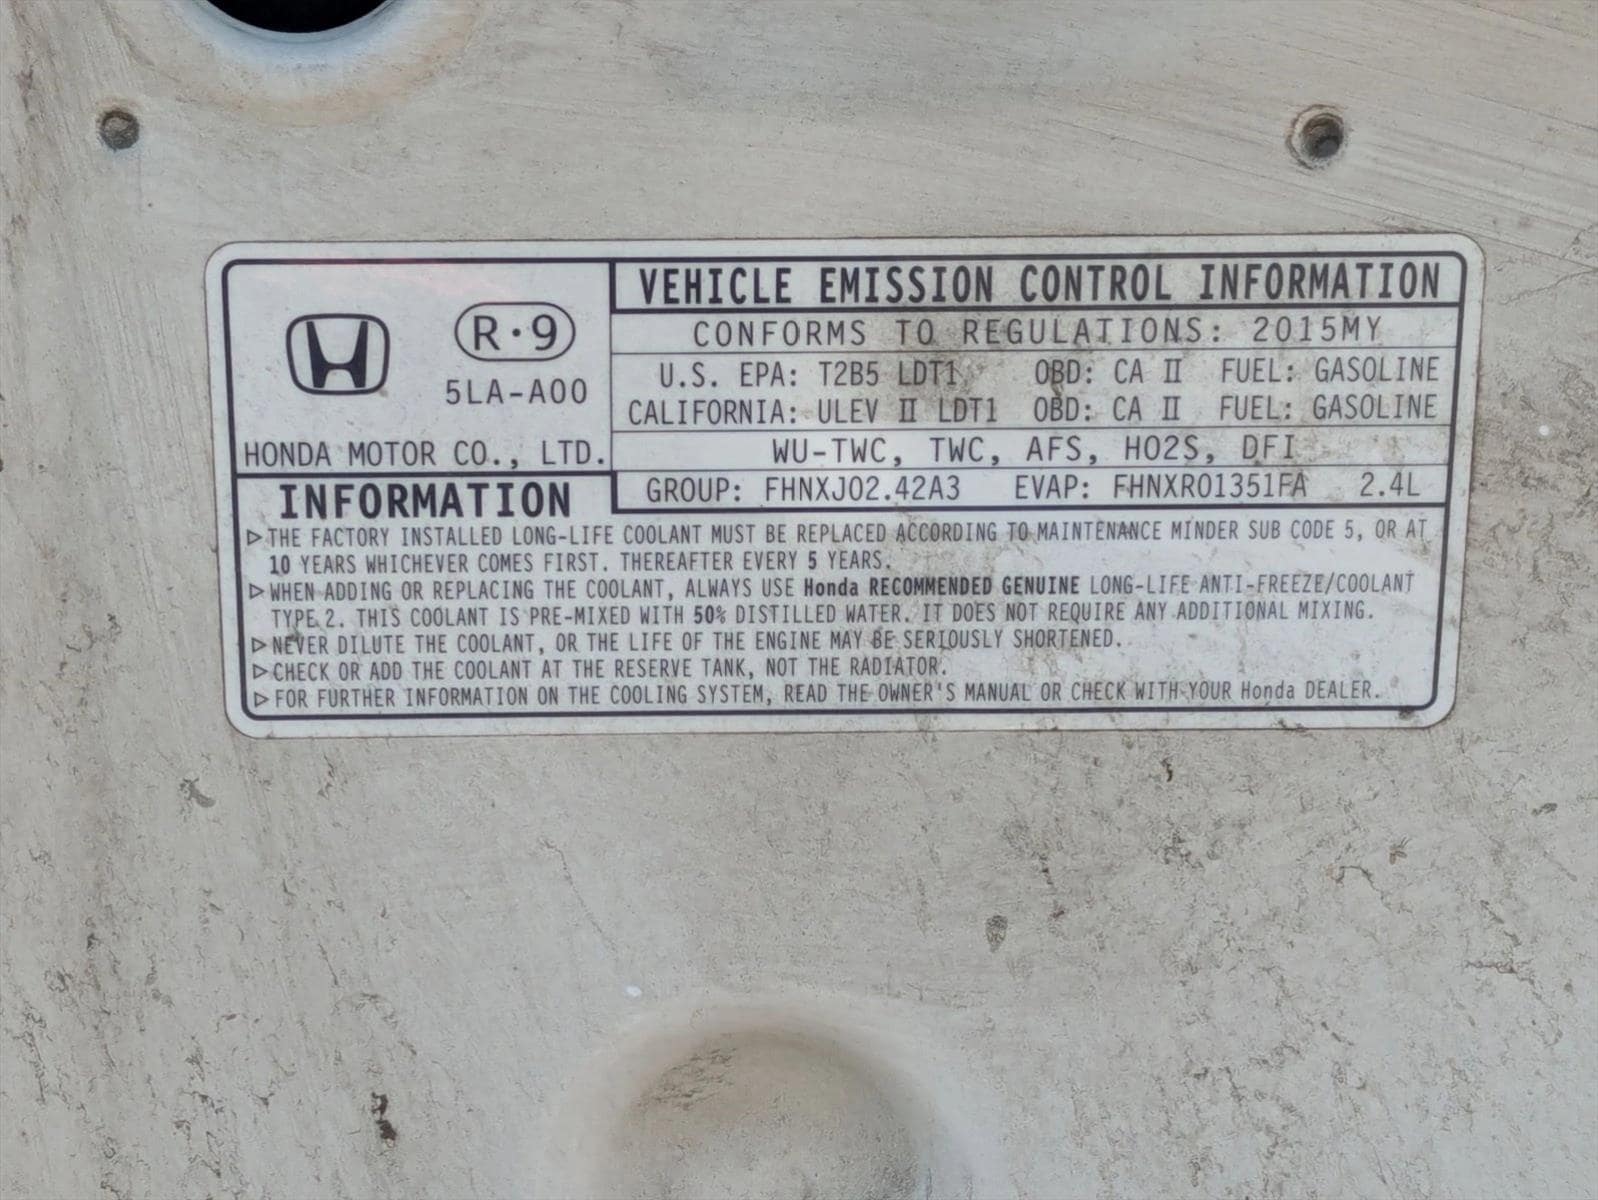 VEHICLE EMISSION CONTROL INFORMATION
CONFORMS TO REGULATIONS: 2015MY
U.S. EPA: T2B5 LDT1 OBD: CA II FUEL: GASOLINE
CALIFORNIA: ULEV II LDT1 OBD: CA II FUEL: GASOLINE
WU-TWC, TWC, AFS, HO2S, DFI
GROUP: FHNXJ02.42A3 EVAP: FHNXR01351FA 2.4L
R·9
5LA-A00
HONDA MOTOR CO., LTD.
INFORMATION
▷THE FACTORY INSTALLED LONG-LIFE COOLANT MUST BE REPLACED ACCORDING TO MAINTENANCE MINDER SUB CODE 5, OR AT
10 YEARS WHICHEVER COMES FIRST. THEREAFTER EVERY 5 YEARS.
▷WHEN ADDING OR REPLACING THE COOLANT, ALWAYS USE Honda RECOMMENDED GENUINE LONG-LIFE ANTI-FREEZE/COOLANT
TYPE 2. THIS COOLANT IS PRE-MIXED WITH 50% DISTILLED WATER. IT DOES NOT REQUIRE ANY ADDITIONAL MIXING.
▷NEVER DILUTE THE COOLANT, OR THE LIFE OF THE ENGINE MAY BE SERIOUSLY SHORTENED.
▷CHECK OR ADD THE COOLANT AT THE RESERVE TANK, NOT THE RADIATOR.
▷FOR FURTHER INFORMATION ON THE COOLING SYSTEM, READ THE OWNER'S MANUAL OR CHECK WITH YOUR Honda DEALER.